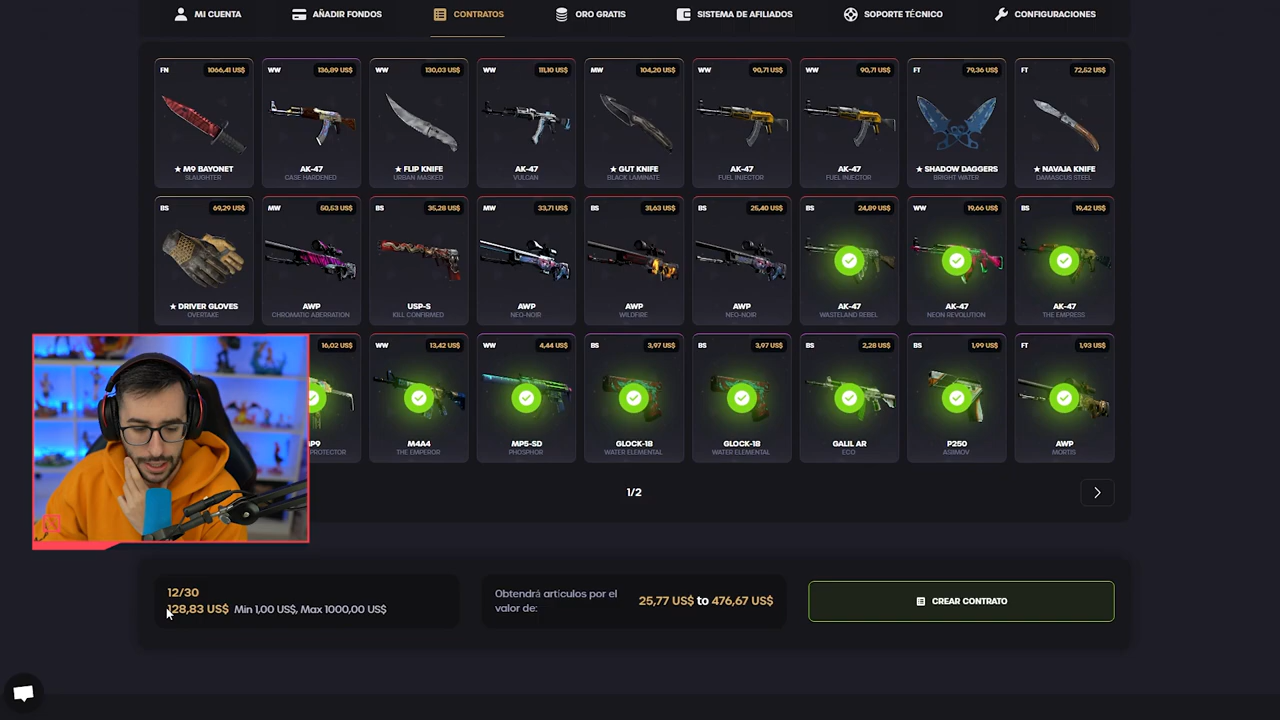 MI CUENTA
AÑADIR FONDOS
CONTRATOS
ORO GRATIS
SISTEMA DE AFILIADOS
SOPORTE TÉCNICO
CONFIGURACIONES
FN 1066,41 US$
★ M9 BAYONET
SLAUGHTER
WW 136,89 US$
AK-47
CASE HARDENED
WW 130,03 US$
★ FLIP KNIFE
URBAN MASKED
WW 111,10 US$
AK-47
VULCAN
MW 104,20 US$
★ GUT KNIFE
BLACK LAMINATE
WW 90,71 US$
AK-47
FUEL INJECTOR
WW 90,71 US$
AK-47
FUEL INJECTOR
FT 79,36 US$
★ SHADOW DAGGERS
BRIGHT WATER
FT 72,52 US$
★ NAVAJA KNIFE
DAMASCUS STEEL
BS 69,29 US$
★ DRIVER GLOVES
OVERTAKE
MW 50,53 US$
AWP
CHROMATIC ABERRATION
BS 35,28 US$
USP-S
KILL CONFIRMED
MW 33,71 US$
AWP
NEO-NOIR
BS 31,63 US$
AWP
WILDFIRE
BS 25,40 US$
AWP
NEO-NOIR
BS 24,89 US$
AK-47
WASTELAND REBEL
WW 19,66 US$
AK-47
NEON REVOLUTION
BS 19,42 US$
AK-47
THE EMPRESS
16,02 US$
MP9
PROTECTOR
WW 13,42 US$
M4A4
THE EMPEROR
WW 4,44 US$
MP5-SD
PHOSPHOR
BS 3,97 US$
GLOCK-18
WATER ELEMENTAL
BS 3,97 US$
GLOCK-18
WATER ELEMENTAL
BS 2,28 US$
GALIL AR
ECO
BS 1,99 US$
P250
ASIIMOV
FT 1,93 US$
AWP
MORTIS
1/2
12/30
128,83 US$ Min 1,00 US$, Max 1000,00 US$
Obtendrá artículos por el
valor de:
25,77 US$ to 476,67 US$
CREAR CONTRATO